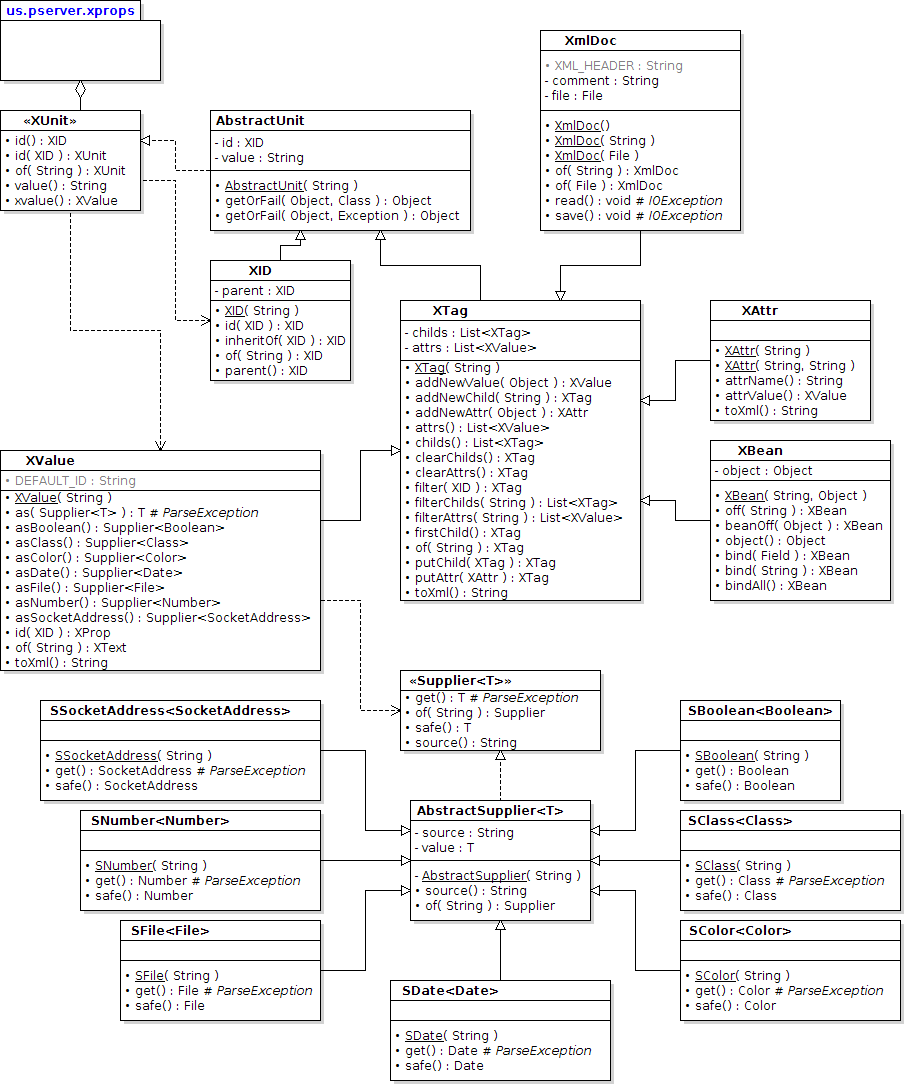 us.pserver.xprops
«XUnit»
• id() : XID
• id( XID ) : XUnit
• of( String ) : XUnit
• value() : String
• xvalue() : XValue
AbstractUnit
- id : XID
- value : String
• AbstractUnit( String )
• getOrFail( Object, Class ) : Object
• getOrFail( Object, Exception ) : Object
XmlDoc
• XML_HEADER : String
- comment : String
- file : File
• XmlDoc()
• XmlDoc( String )
• XmlDoc( File )
• of( String ) : XmlDoc
• of( File ) : XmlDoc
• read() : void # IOException
• save() : void # IOException
XID
- parent : XID
• XID( String )
• id( XID ) : XID
• inheritOf( XID ) : XID
• of( String ) : XID
• parent() : XID
XTag
- childs : List<XTag>
- attrs : List<XValue>
• XTag( String )
• addNewValue( Object ) : XValue
• addNewChild( String ) : XTag
• addNewAttr( Object ) : XAttr
• attrs() : List<XValue>
• childs() : List<XTag>
• clearChilds() : XTag
• clearAttrs() : XTag
• filter( XID ) : XTag
• filterChilds( String ) : List<XTag>
• filterAttrs( String ) : List<XValue>
• firstChild() : XTag
• of( String ) : XTag
• putChild( XTag ) : XTag
• putAttr( XAttr ) : XTag
• toXml() : String
XAttr
• XAttr( String )
• XAttr( String, String )
• attrName() : String
• attrValue() : XValue
• toXml() : String
XBean
- object : Object
• XBean( String, Object )
• off( String ) : XBean
• beanOff( Object ) : XBean
• object() : Object
• bind( Field ) : XBean
• bind( String ) : XBean
• bindAll() : XBean
XValue
• DEFAULT_ID : String
• XValue( String )
• as( Supplier<T> ) : T # ParseException
• asBoolean() : Supplier<Boolean>
• asClass() : Supplier<Class>
• asColor() : Supplier<Color>
• asDate() : Supplier<Date>
• asFile() : Supplier<File>
• asNumber() : Supplier<Number>
• asSocketAddress() : Supplier<SocketAddress>
• id( XID ) : XProp
• of( String ) : XText
• toXml() : String
«Supplier<T>»
• get() : T # ParseException
• of( String ) : Supplier
• safe() : T
• source() : String
SSocketAddress<SocketAddress>
• SSocketAddress( String )
• get() : SocketAddress # ParseException
• safe() : SocketAddress
SBoolean<Boolean>
• SBoolean( String )
• get() : Boolean
• safe() : Boolean
AbstractSupplier<T>
- source : String
- value : T
- AbstractSupplier( String )
• source() : String
• of( String ) : Supplier
SNumber<Number>
• SNumber( String )
• get() : Number # ParseException
• safe() : Number
SClass<Class>
• SClass( String )
• get() : Class # ParseException
• safe() : Class
SFile<File>
• SFile( String )
• get() : File # ParseException
• safe() : File
SColor<Color>
• SColor( String )
• get() : Color # ParseException
• safe() : Color
SDate<Date>
• SDate( String )
• get() : Date # ParseException
• safe() : Date